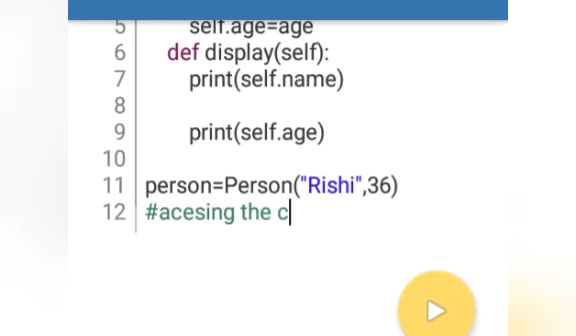 5 self.age=age
6 def display(self):
7 print(self.name)
8
9 print(self.age)
10
11 person=Person("Rishi",36)
12 #acesing the c